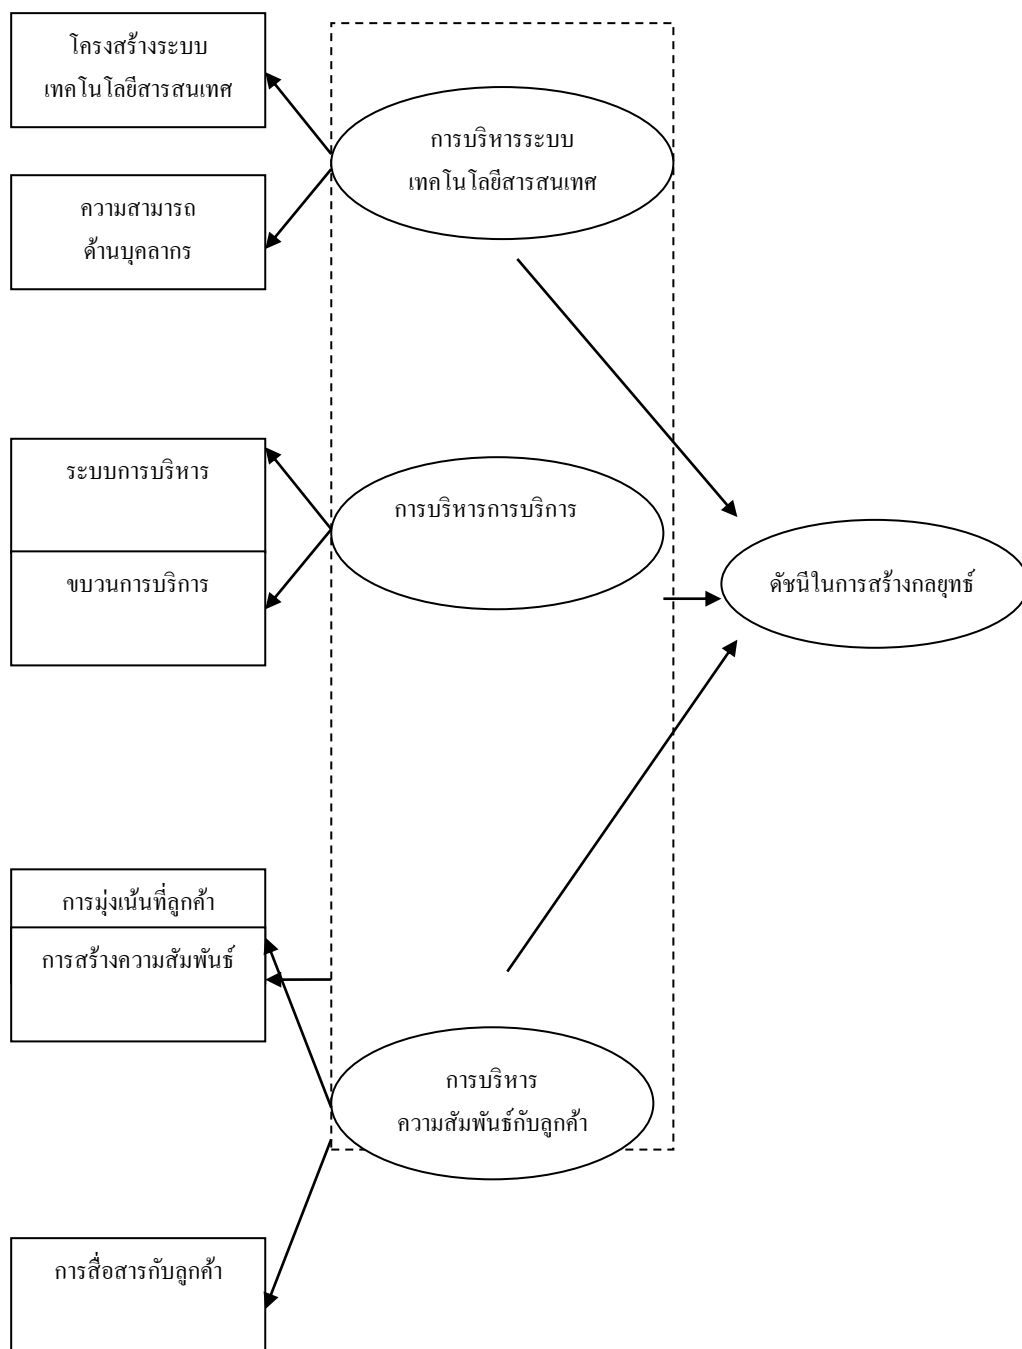 โครงสร้างระบบ
เทคโนโลยีสารสนเทศ
การบริหารระบบ
เทคโนโลยีสารสนเทศ
ความสามารถ
ด้านบุคลากร
ระบบการบริหาร
การบริหารการบริการ
ขบวนการบริการ
ดัชนีในการสร้างกลยุทธ์
การมุ่งเน้นที่ลูกค้า
การสร้างความสัมพันธ์
การบริหาร
ความสัมพันธ์กับลูกค้า
การสื่อสารกับลูกค้า